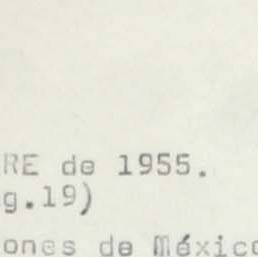 RE de 1955.
g.19)
ones de México